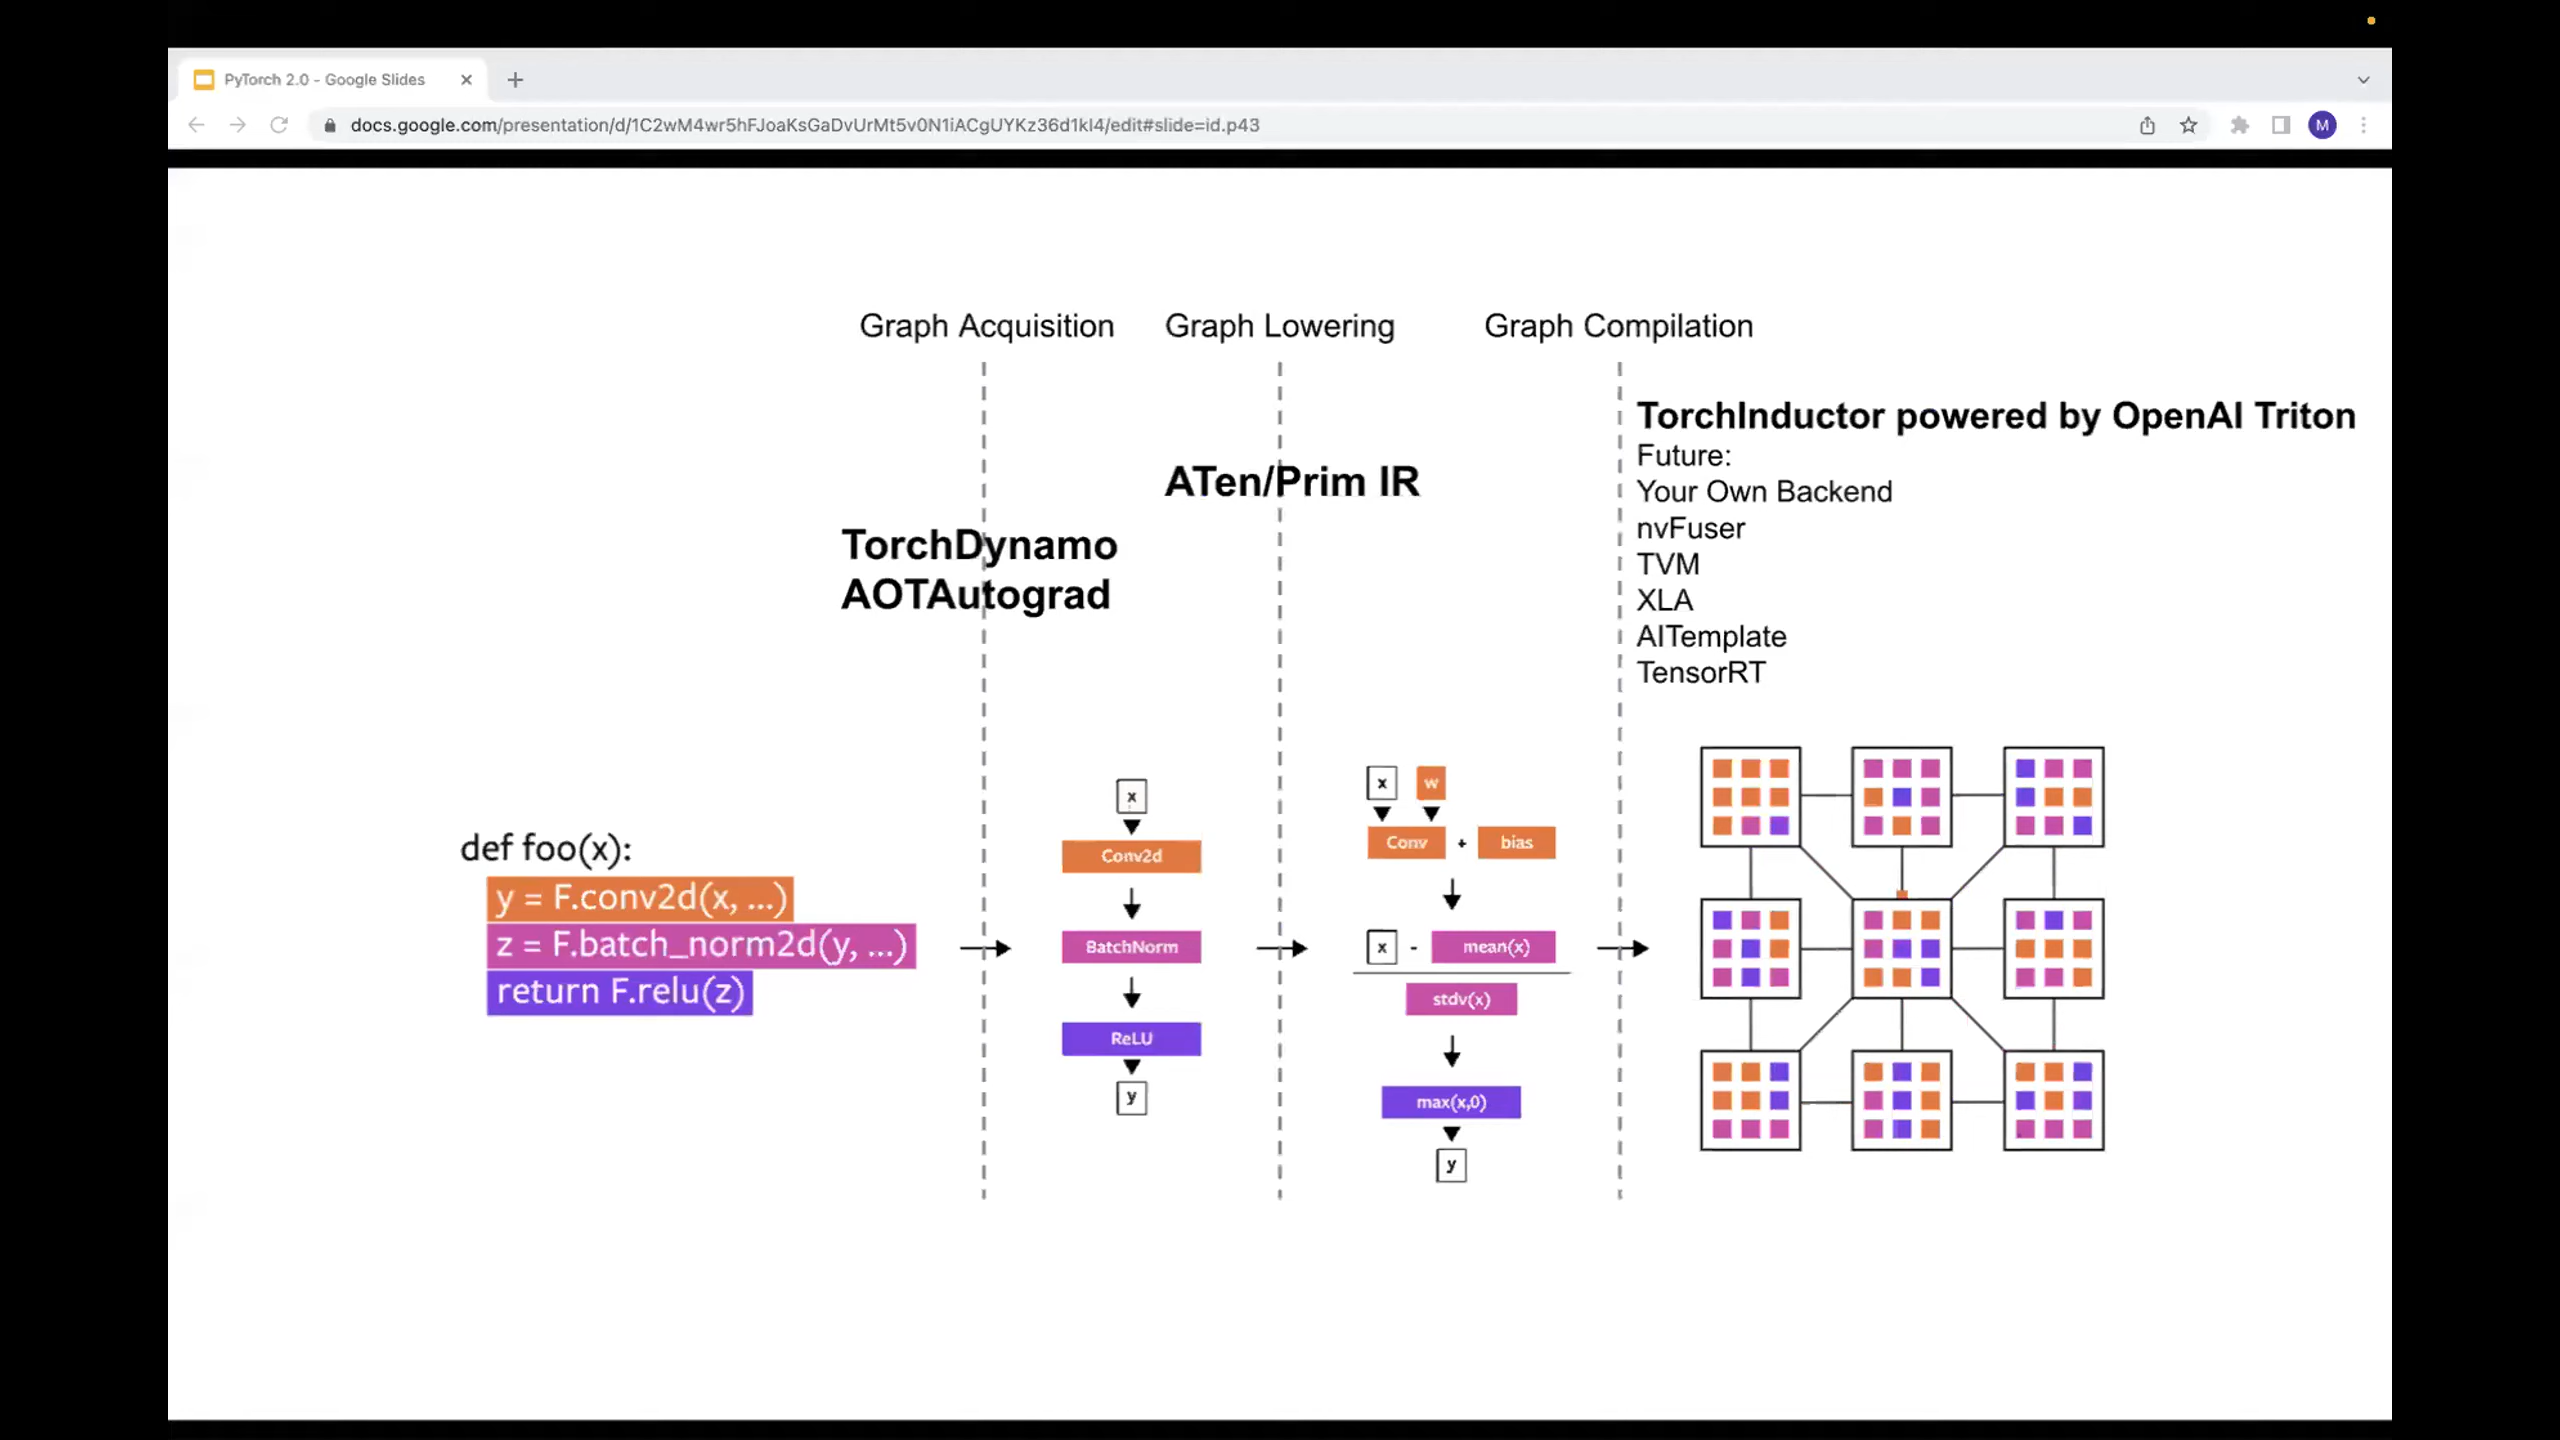 PyTorch 2.0 - Google Slides
docs.google.com/presentation/d/1C2wM4wr5hFJoaKsGaDvUrMt5v0N1iACgUYKz36d1kI4/edit#slide=id.p43
M
Graph Acquisition
Graph Lowering
Graph Compilation
TorchDynamo
AOTAutograd
ATen/Prim IR
TorchInductor powered by OpenAI Triton
Future:
Your Own Backend
nvFuser
TVM
XLA
AITemplate
TensorRT
def foo(x):
y = F.conv2d(x, ...)
z = F.batch_norm2d(y, ...)
return F.relu(z)
x
Conv2d
BatchNorm
ReLU
y
x w
Conv + bias
x - mean(x)
stdv(x)
max(x,0)
y